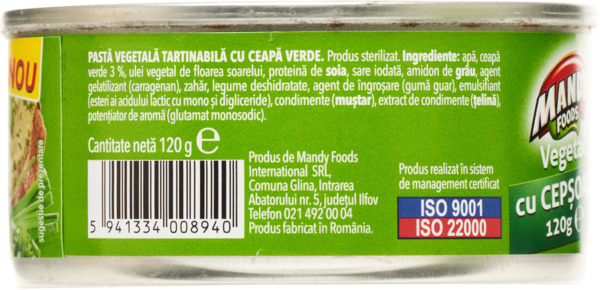 NOU
sugestie de prezentare
PASTĂ VEGETALĂ TARTINABILĂ CU CEAPĂ VERDE. Produs sterilizat. Ingrediente: apă, ceapă
verde 3 %, ulei vegetal de floarea soarelui, proteină de soia, sare iodată, amidon de grâu, agent
gelatilizant (carragenan), zahăr, legume deshidratate, agent de îngroșare (gumă guar), emulsifiant
(esteri ai acidului lactic cu mono și digliceride), condimente (muștar), extract de condimente (țelină),
potențiator de aromă (glutamat monosodic).
Cantitate netă 120 g e
5 941334 008940
Produs de Mandy Foods
International SRL,
Comuna Glina, Intrarea
Abatorului nr. 5, județul Ilfov
Telefon 021 492 00 04
Produs fabricat în România.
Produs realizat în sistem
de management certificat
ISO 9001
ISO 22000
MANDY
FOODS
Vegeta
cu CEPȘO
120g